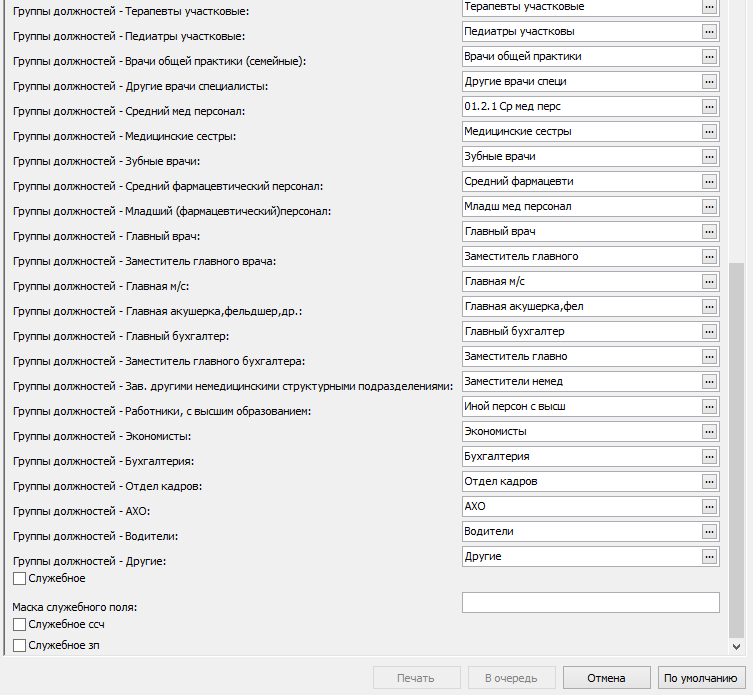 Группы должностей - Терапевты участковые: Терапевты участковые ...
Группы должностей - Педиатры участковые: Педиатры участковы ...
Группы должностей - Врачи общей практики (семейные): Врачи общей практики ...
Группы должностей - Другие врачи специалисты: Другие врачи специ ...
Группы должностей - Средний мед персонал: 01.2.1 Ср мед перс ...
Группы должностей - Медицинские сестры: Медицинские сестры ...
Группы должностей - Зубные врачи: Зубные врачи ...
Группы должностей - Средний фармацевтический персонал: Средний фармацевти ...
Группы должностей - Младший (фармацевтический)персонал: Младш мед персонал ...
Группы должностей - Главный врач: Главный врач ...
Группы должностей - Заместитель главного врача: Заместитель главного ...
Группы должностей - Главная м/с: Главная м/с ...
Группы должностей - Главная акушерка,фельдшер,др.: Главная акушерка,фел ...
Группы должностей - Главный бухгалтер: Главный бухгалтер ...
Группы должностей - Заместитель главного бухгалтера: Заместитель главно ...
Группы должностей - Зав. другими немедицинскими структурными подразделениями: Заместители немед ...
Группы должностей - Работники, с высшим образованием: Иной персон с высш ...
Группы должностей - Экономисты: Экономисты ...
Группы должностей - Бухгалтерия: Бухгалтерия ...
Группы должностей - Отдел кадров: Отдел кадров ...
Группы должностей - АХО: АХО ...
Группы должностей - Водители: Водители ...
Группы должностей - Другие: Другие ...
Служебное
Маска служебного поля:
Служебное ссч
Служебное зп
Печать В очередь Отмена По умолчанию